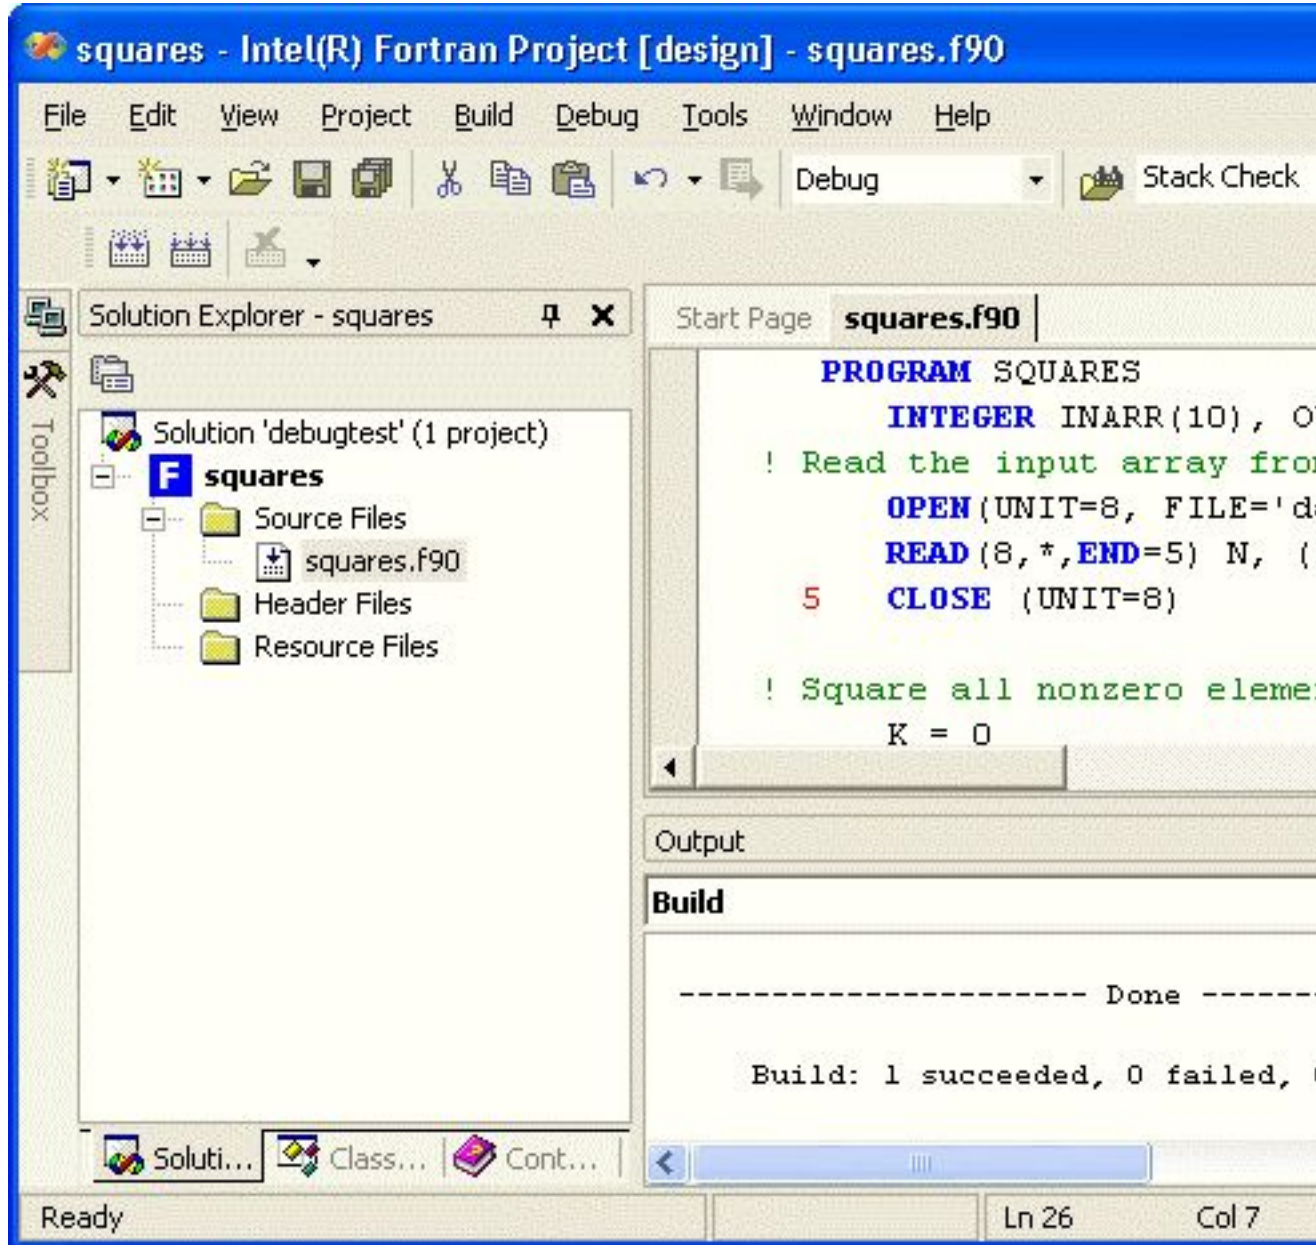 squares - Intel(R) Fortran Project [design] - squares.f90
File Edit View Project Build Debug Tools Window Help
Debug Stack Check
Solution Explorer - squares
Toolbox
Solution 'debugtest' (1 project)
F squares
Source Files
squares.f90
Header Files
Resource Files
Soluti... Class... Cont...
Start Page squares.f90
PROGRAM SQUARES
INTEGER INARR(10), O
! Read the input array fro
OPEN(UNIT=8, FILE='d
READ(8,*,END=5) N, (
5 CLOSE (UNIT=8)
! Square all nonzero eleme
K = 0
Output
Build
---------------------- Done ------
Build: 1 succeeded, 0 failed,
Ready Ln 26 Col 7